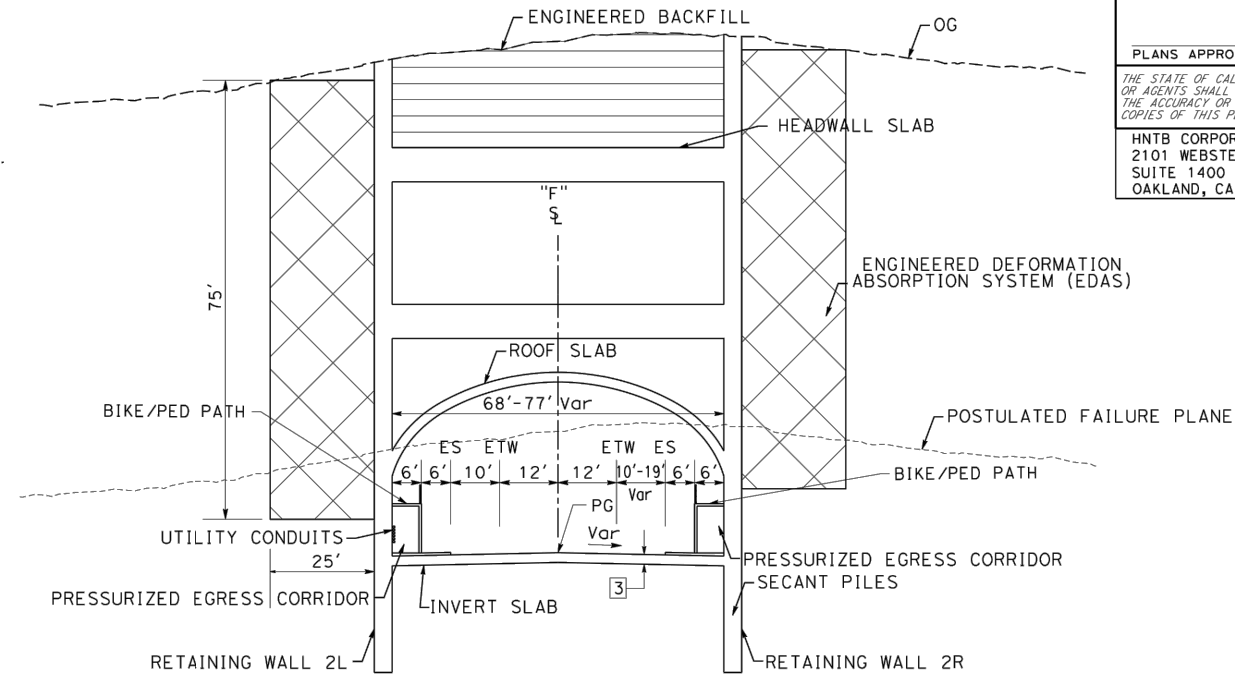 ENGINEERED BACKFILL
OG
PLANS APPRO
THE STATE OF CAL
OR AGENTS SHALL
THE ACCURACY OR
COPIES OF THIS P
HNTB CORPOR
2101 WEBSTE
SUITE 1400
OAKLAND, CA
HEADWALL SLAB
"F"
ENGINEERED DEFORMATION
ABSORPTION SYSTEM (EDAS)
75'
ROOF SLAB
BIKE/PED PATH
68'-77' Var
POSTULATED FAILURE PLANE
ES ETW ETW ES
6' 6' 10' 12' 12' 10'-19' 6' 6'
Var
BIKE/PED PATH
PG
Var
UTILITY CONDUITS
25'
PRESSURIZED EGRESS CORRIDOR
3
SECANT PILES
PRESSURIZED EGRESS CORRIDOR
INVERT SLAB
RETAINING WALL 2L
RETAINING WALL 2R